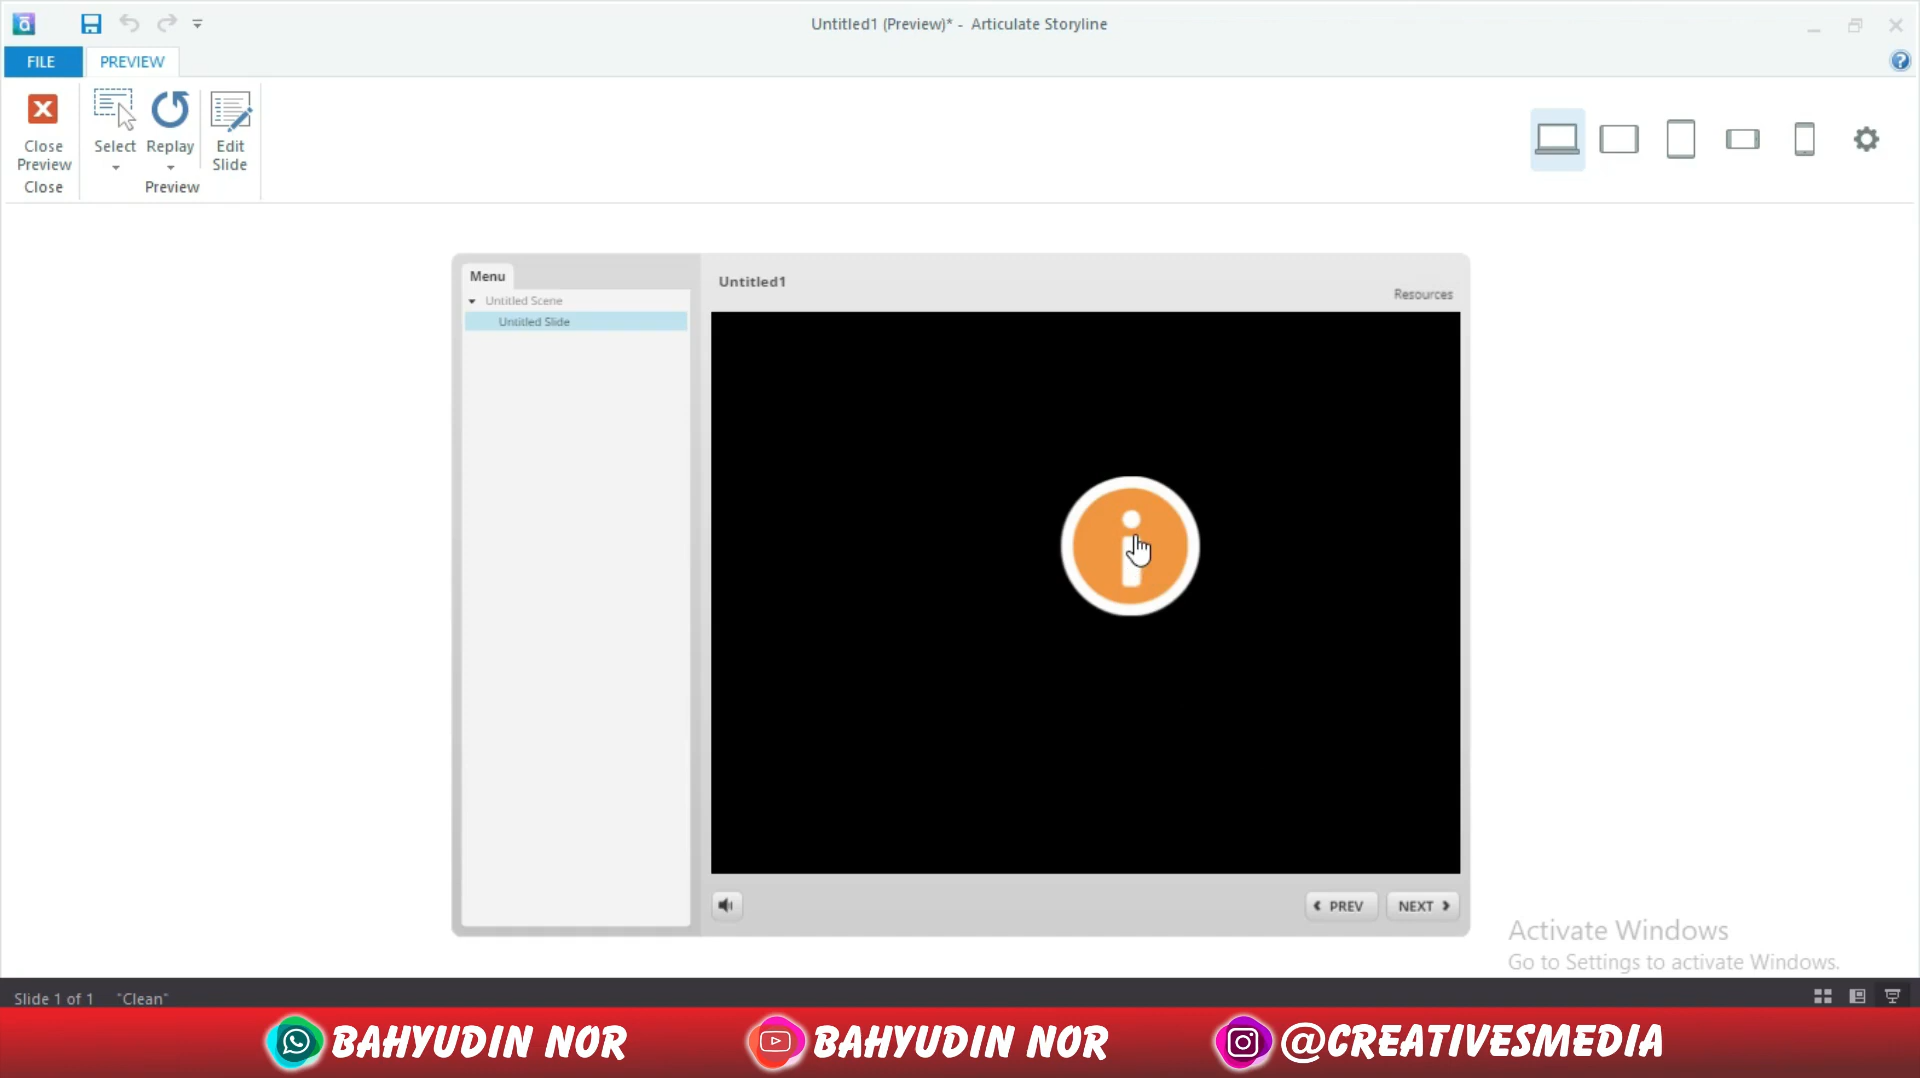 Untitled1 (Preview)* - Articulate Storyline
FILE
PREVIEW
Close
Preview
Select
Replay
Edit
Slide
Close
Preview
Menu
Untitled Scene
Untitled Slide
Untitled1
Resources
i
PREV
NEXT
Activate Windows
Go to Settings to activate Windows.
Slide 1 of 1
"Clean"
BAHYUDIN NOR
BAHYUDIN NOR
@CREATIVESMEDIA